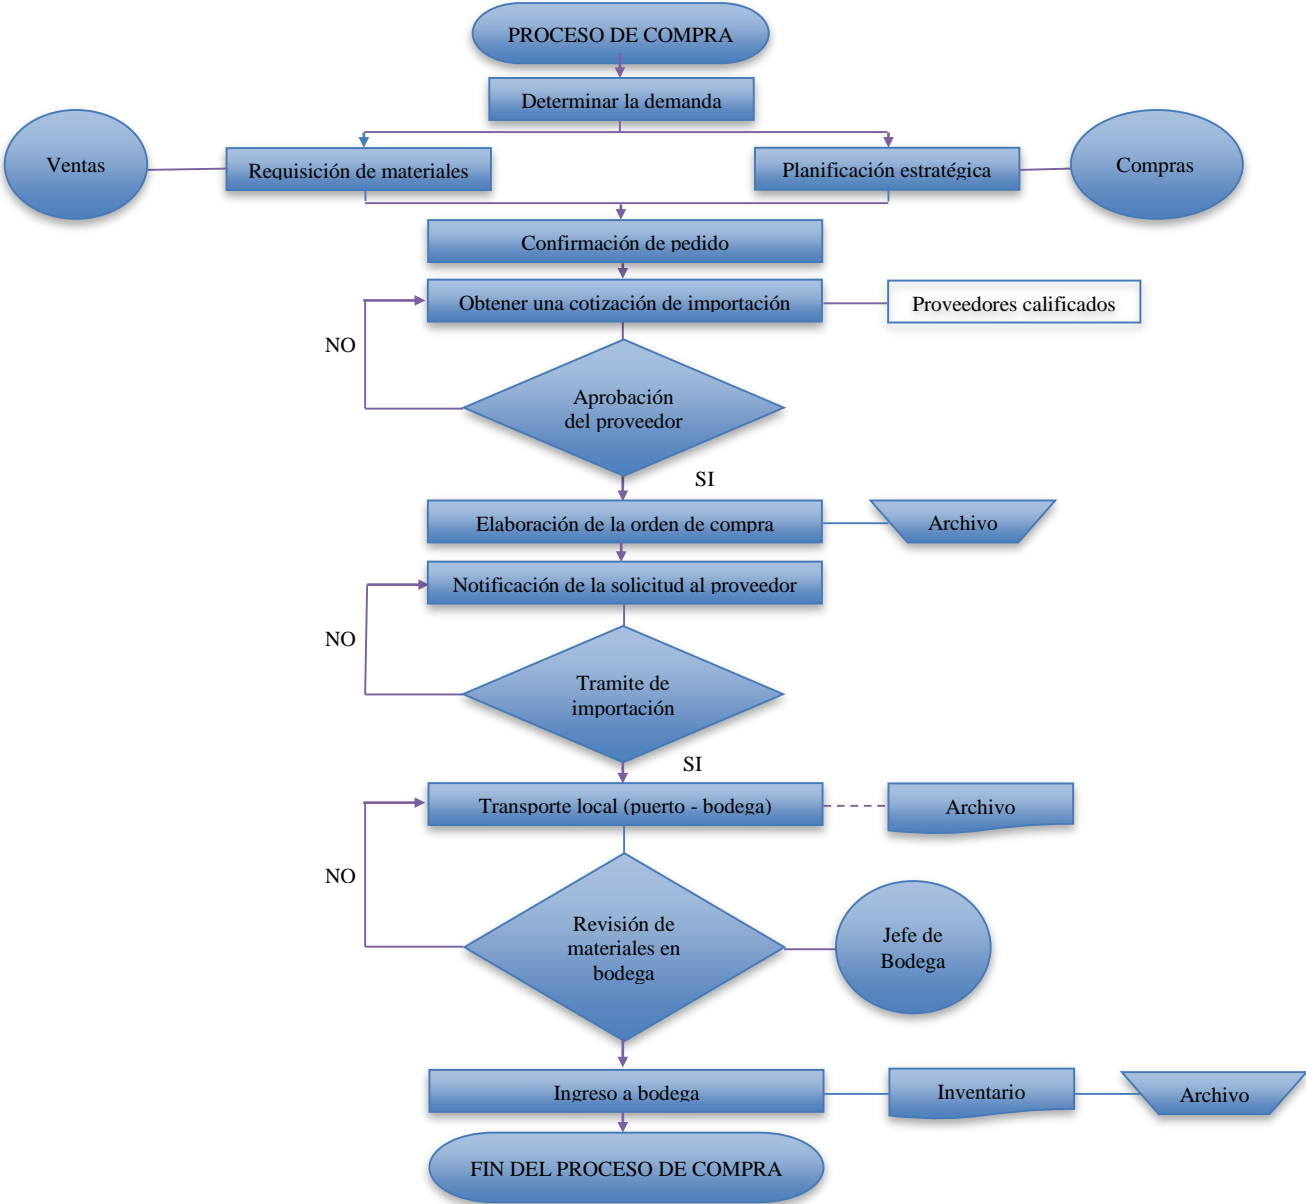 PROCESO DE COMPRA
Determinar la demanda
Ventas
Requisición de materiales
Planificación estratégica
Compras
Confirmación de pedido
Obtener una cotización de importación
Proveedores calificados
NO
Aprobación
del proveedor
SI
Elaboración de la orden de compra
Archivo
Notificación de la solicitud al proveedor
NO
Tramite de
importación
SI
Transporte local (puerto - bodega)
Archivo
NO
Revisión de
materiales en
bodega
Jefe de
Bodega
Ingreso a bodega
Inventario
Archivo
FIN DEL PROCESO DE COMPRA